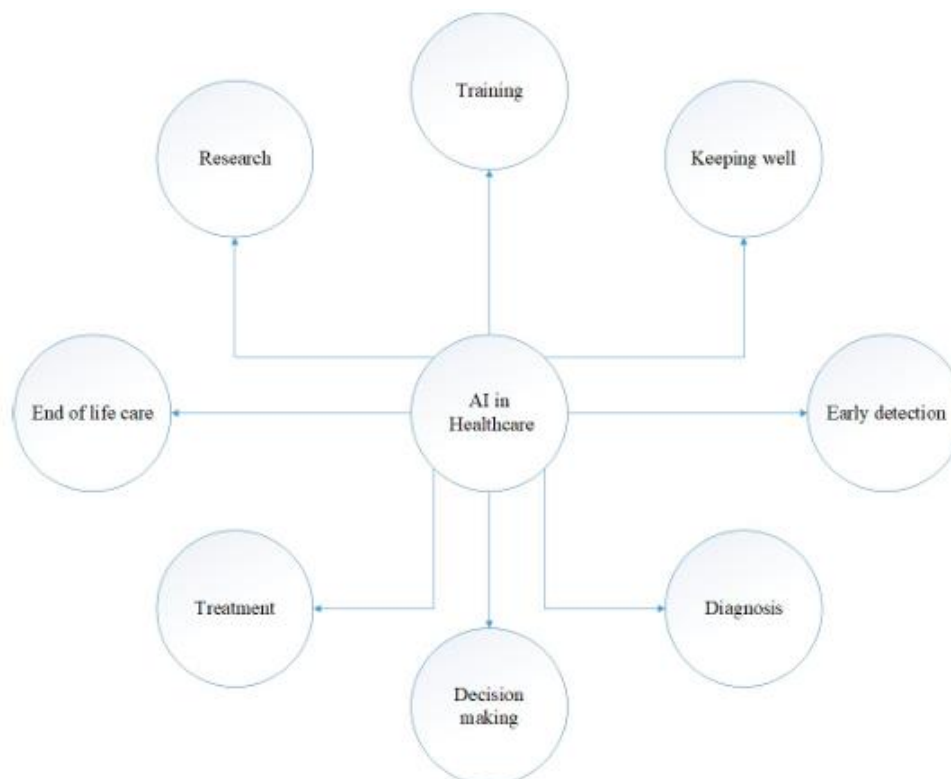 Training
Research
Keeping well
End of life care
AI in
Healthcare
Early detection
Treatment
Diagnosis
Decision
making